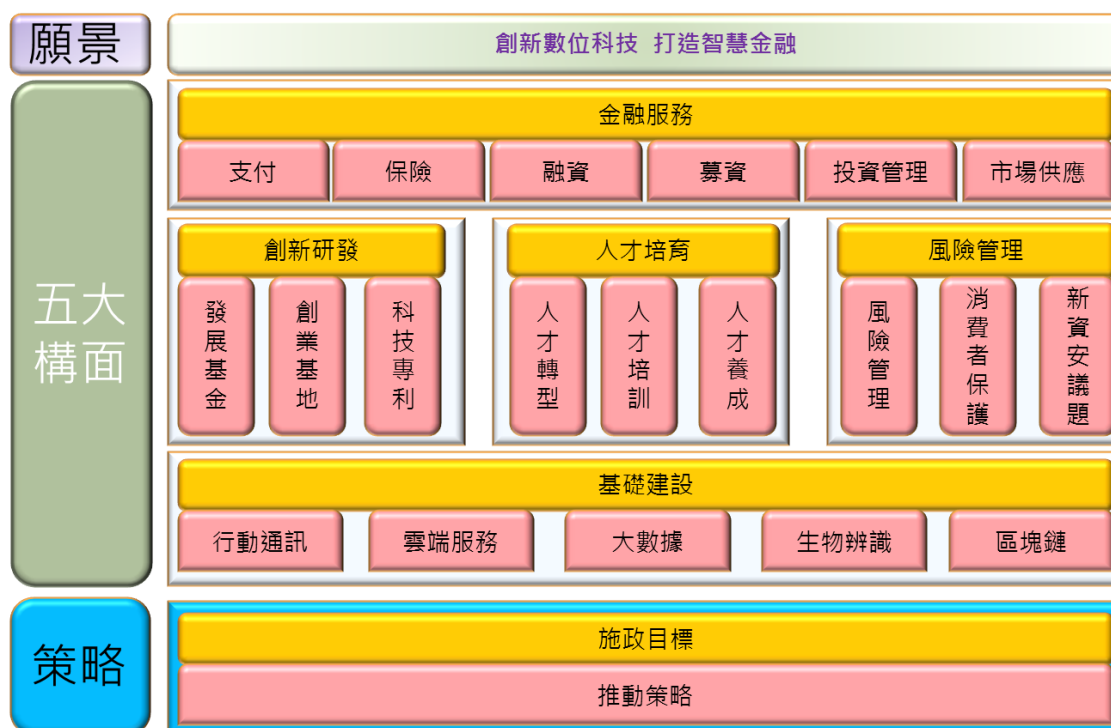 願景
創新數位科技 打造智慧金融
五大
構面
金融服務
支付
保險
融資
募資
投資管理
市場供應
創新研發
發展基金
創業基地
科技專利
人才培育
人才轉型
人才培訓
人才養成
風險管理
風險管理
消費者保護
新資安議題
基礎建設
行動通訊
雲端服務
大數據
生物辨識
區塊鏈
策略
施政目標
推動策略